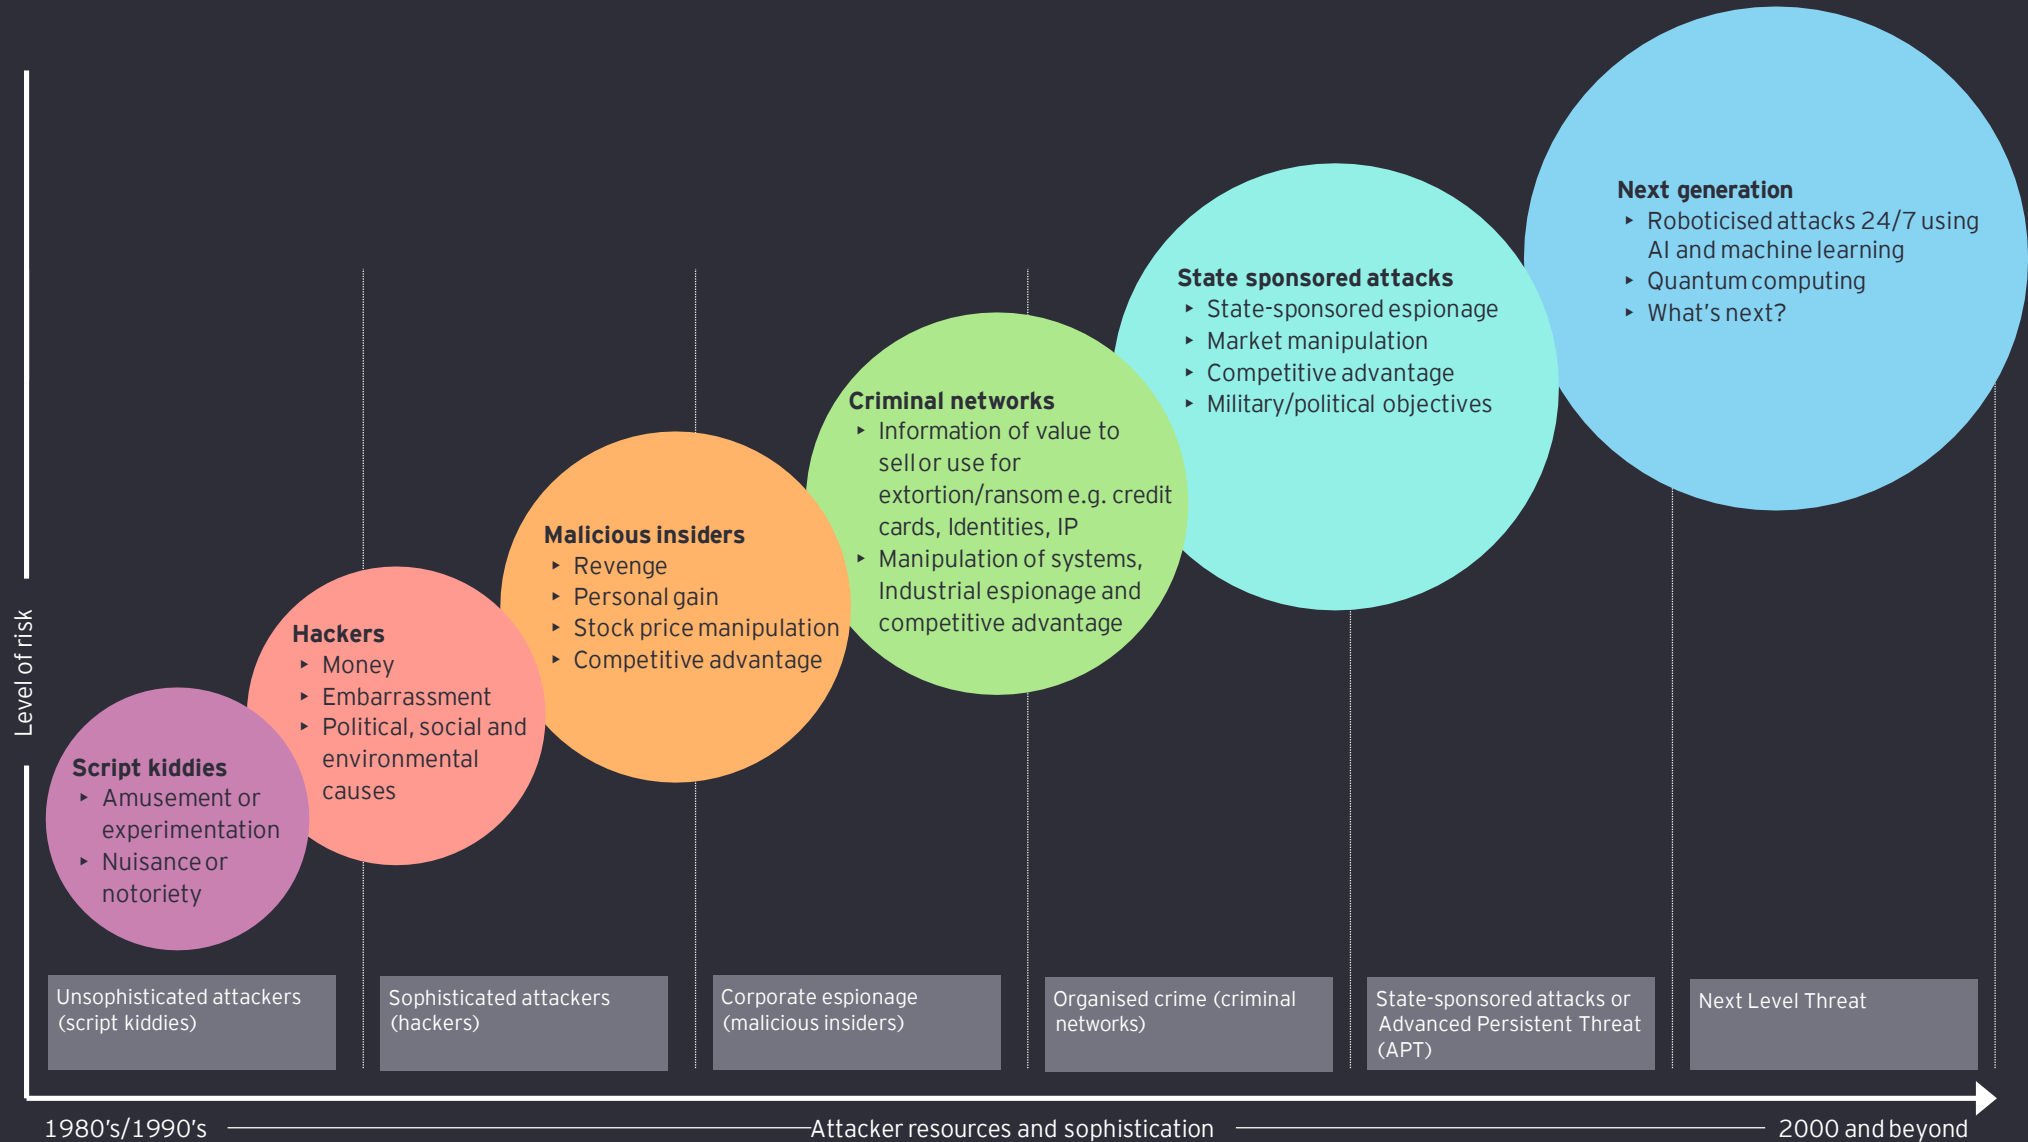 Next generation
▸ Roboticised attacks 24/7 using
AI and machine learning
▸ Quantum computing
▸ What's next?
State sponsored attacks
▸ State-sponsored espionage
▸ Market manipulation
▸ Competitive advantage
▸ Military/political objectives
Criminal networks
▸ Information of value to
sell or use for
extortion/ransom e.g. credit
cards, Identities, IP
▸ Manipulation of systems,
Industrial espionage and
competitive advantage
Malicious insiders
▸ Revenge
▸ Personal gain
▸ Stock price manipulation
▸ Competitive advantage
Hackers
▸ Money
▸ Embarrassment
▸ Political, social and
environmental
causes
Script kiddies
▸ Amusement or
experimentation
▸ Nuisance or
notoriety
Level of risk
Unsophisticated attackers
(script kiddies)
Sophisticated attackers
(hackers)
Corporate espionage
(malicious insiders)
Organised crime (criminal
networks)
State-sponsored attacks or
Advanced Persistent Threat
(APT)
Next Level Threat
1980's/1990's
Attacker resources and sophistication
2000 and beyond